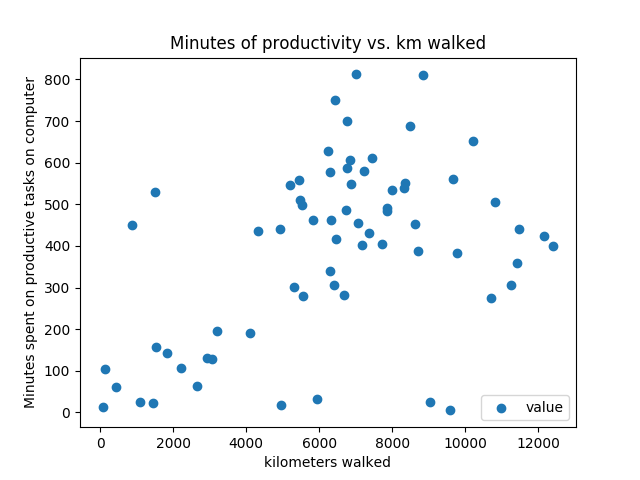 Minutes of productivity vs. km walked
Minutes spent on productive tasks on computer
800
700
600
500
400
300
200
100
0
0 2000 4000 6000 8000 10000 12000
kilometers walked
value